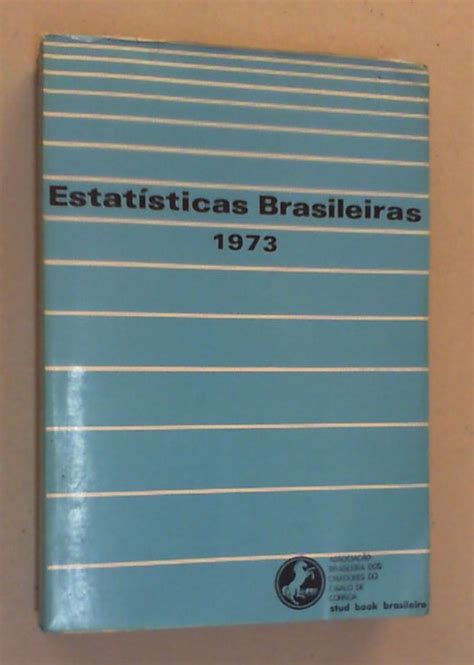 Estatísticas Brasileiras
1973
ASSOCIAÇÃO
BRASILEIRA DOS
CRIADORES DO
CAVALO DE
CORRIDA
stud book brasileiro